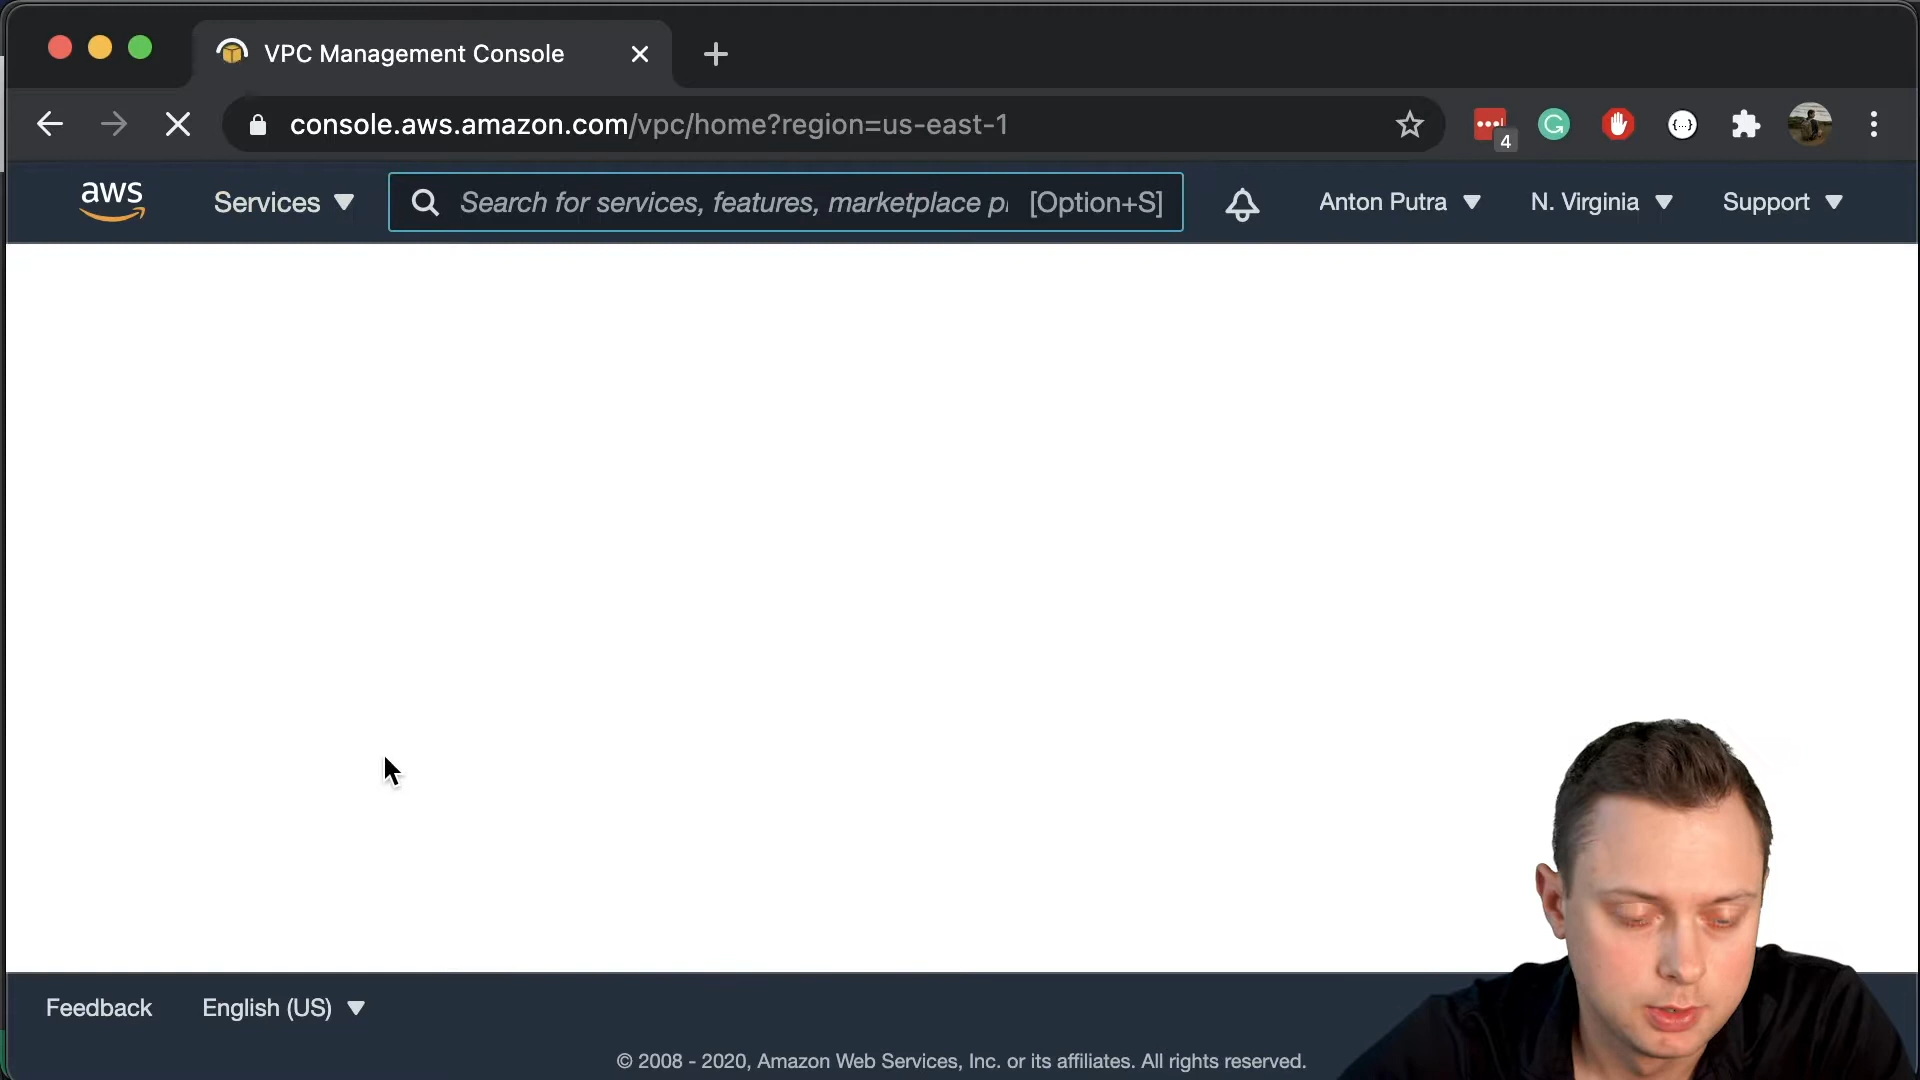 VPC Management Console
console.aws.amazon.com/vpc/home?region=us-east-1
4
aws
Services
Search for services, features, marketplace p
[Option+S]
Anton Putra
N. Virginia
Support
Feedback
English (US)
© 2008 - 2020, Amazon Web Services, Inc. or its affiliates. All rights reserved.